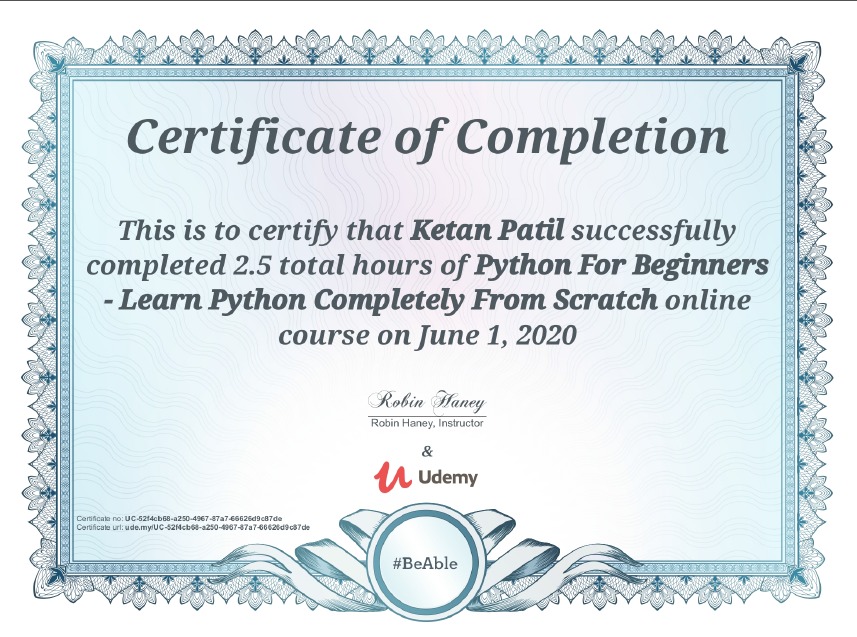 Certificate of Completion
This is to certify that Ketan Patil successfully
completed 2.5 total hours of Python For Beginners
- Learn Python Completely From Scratch online
course on June 1, 2020
Robin Haney
Robin Haney, Instructor
&
Udemy
Certificate no: UC-52f4cb68-a250-4967-87a7-66626d9c87de
Certificate url: ude.my/UC-52f4cb68-a250-4967-87a7-66626d9c87de
#BeAble